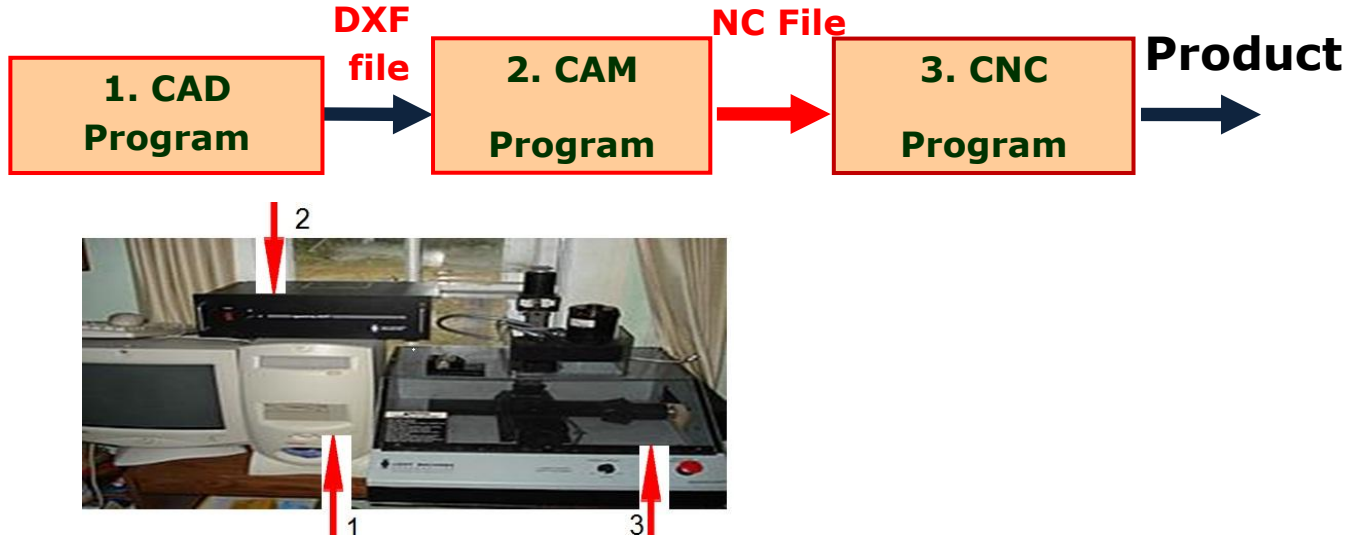 DXF
file
NC File
Product
1. CAD
Program
2. CAM
Program
3. CNC
Program
2
1
3